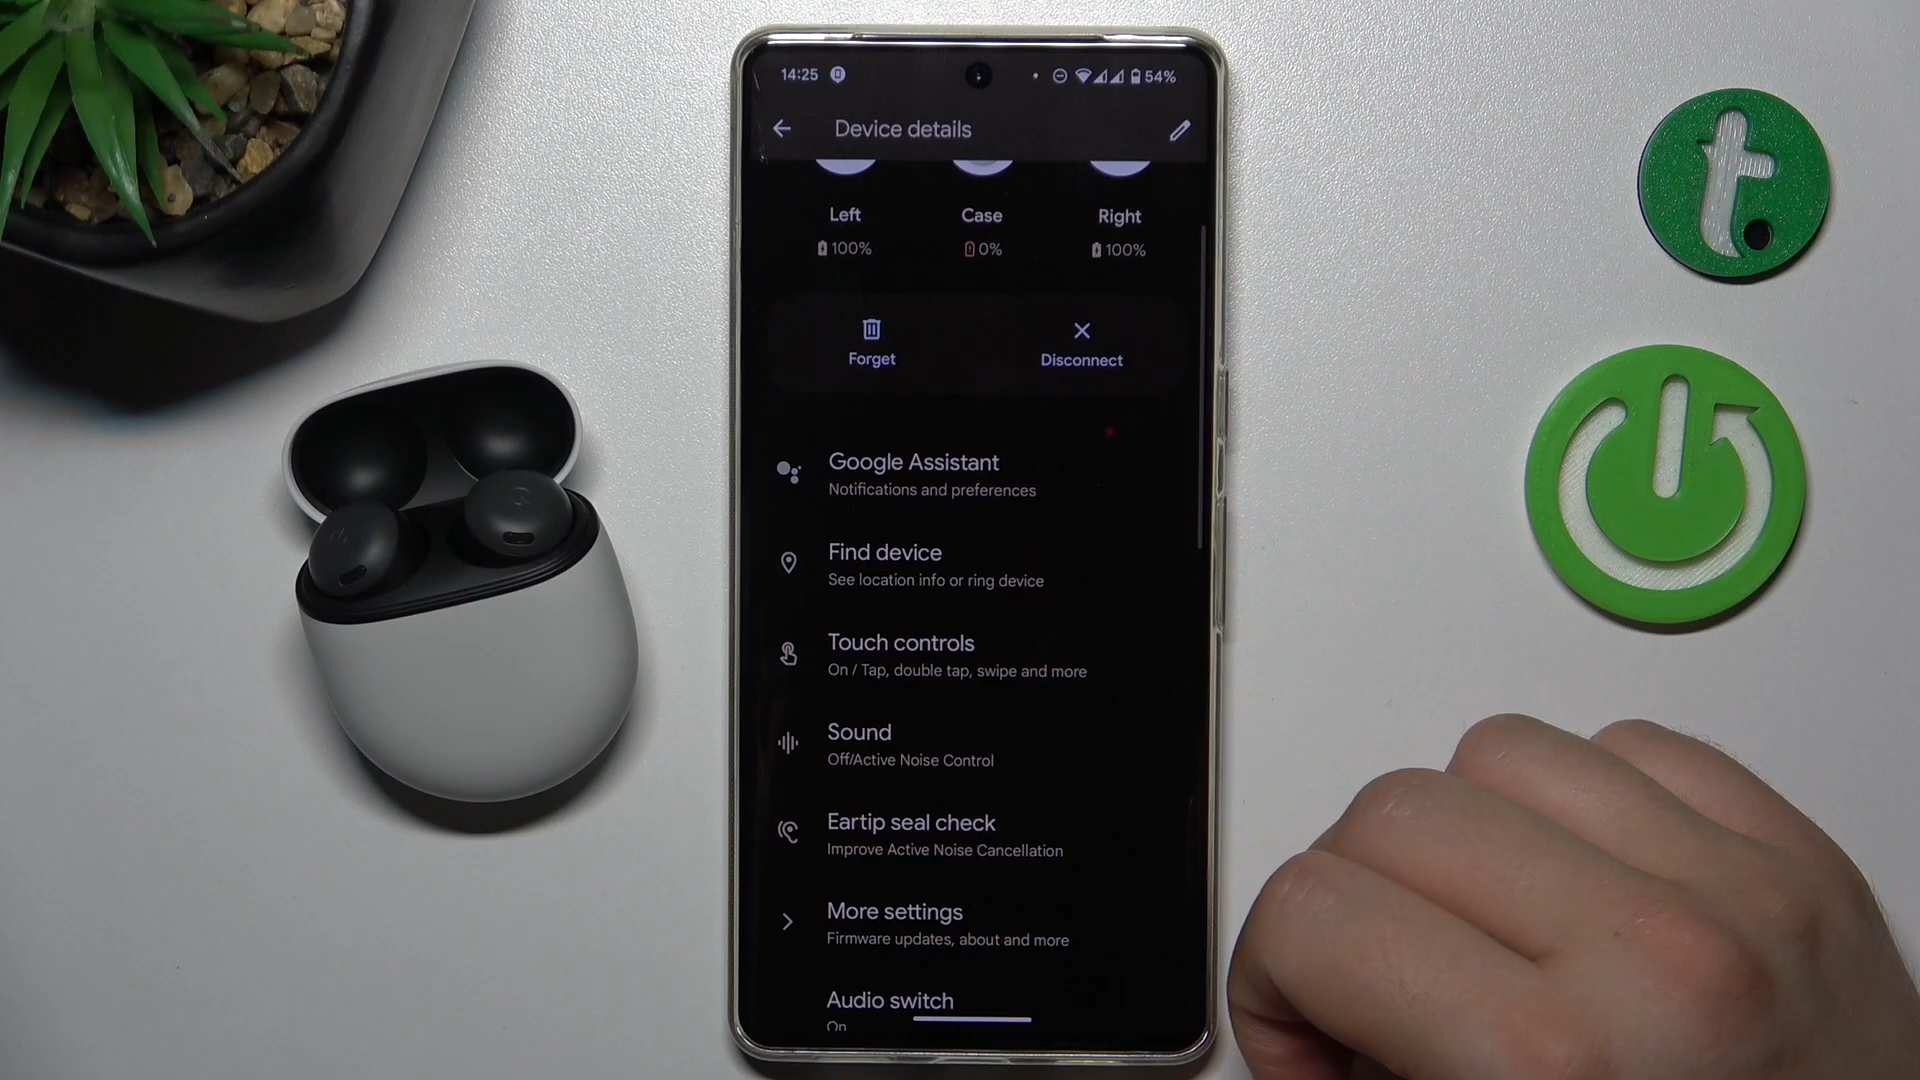 14:25
54%
Device details
Left
Case
Right
100%
0%
100%
Forget
Disconnect
Google Assistant
Notifications and preferences
Find device
See location info or ring device
Touch controls
On / Tap, double tap, swipe and more
Sound
Off/Active Noise Control
Eartip seal check
Improve Active Noise Cancellation
More settings
Firmware updates, about and more
Audio switch
On
t.
G